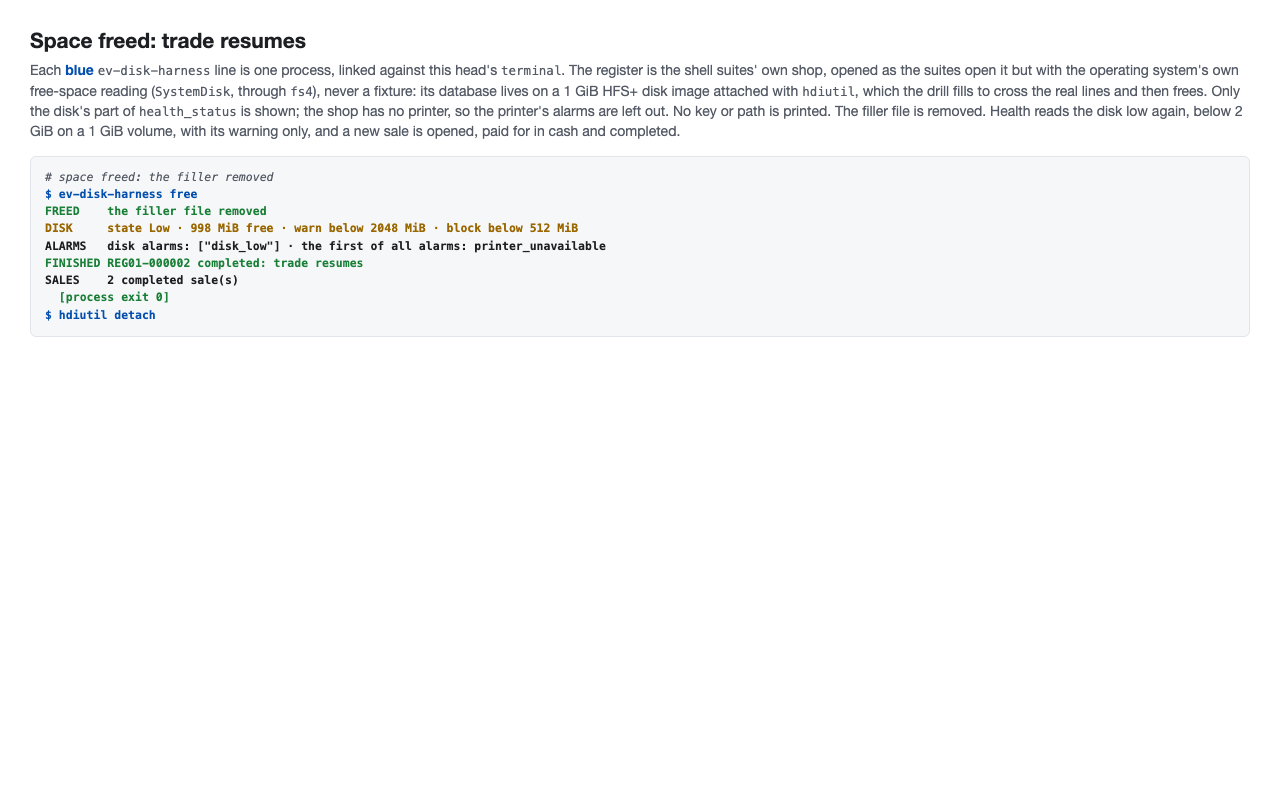 Space freed: trade resumes
Each blue ev-disk-harness line is one process, linked against this head's terminal. The register is the shell suites' own shop, opened as the suites open it but with the operating system's own
free-space reading (SystemDisk, through fs4), never a fixture: its database lives on a 1 GiB HFS+ disk image attached with hdiutil, which the drill fills to cross the real lines and then frees. Only
the disk's part of health_status is shown; the shop has no printer, so the printer's alarms are left out. No key or path is printed. The filler file is removed. Health reads the disk low again, below 2
GiB on a 1 GiB volume, with its warning only, and a new sale is opened, paid for in cash and completed.
# space freed: the filler removed
$ ev-disk-harness free
FREED    the filler file removed
DISK     state Low · 998 MiB free · warn below 2048 MiB · block below 512 MiB
ALARMS   disk alarms: ["disk_low"] · the first of all alarms: printer_unavailable
FINISHED REG01-000002 completed: trade resumes
SALES    2 completed sale(s)
  [process exit 0]
$ hdiutil detach